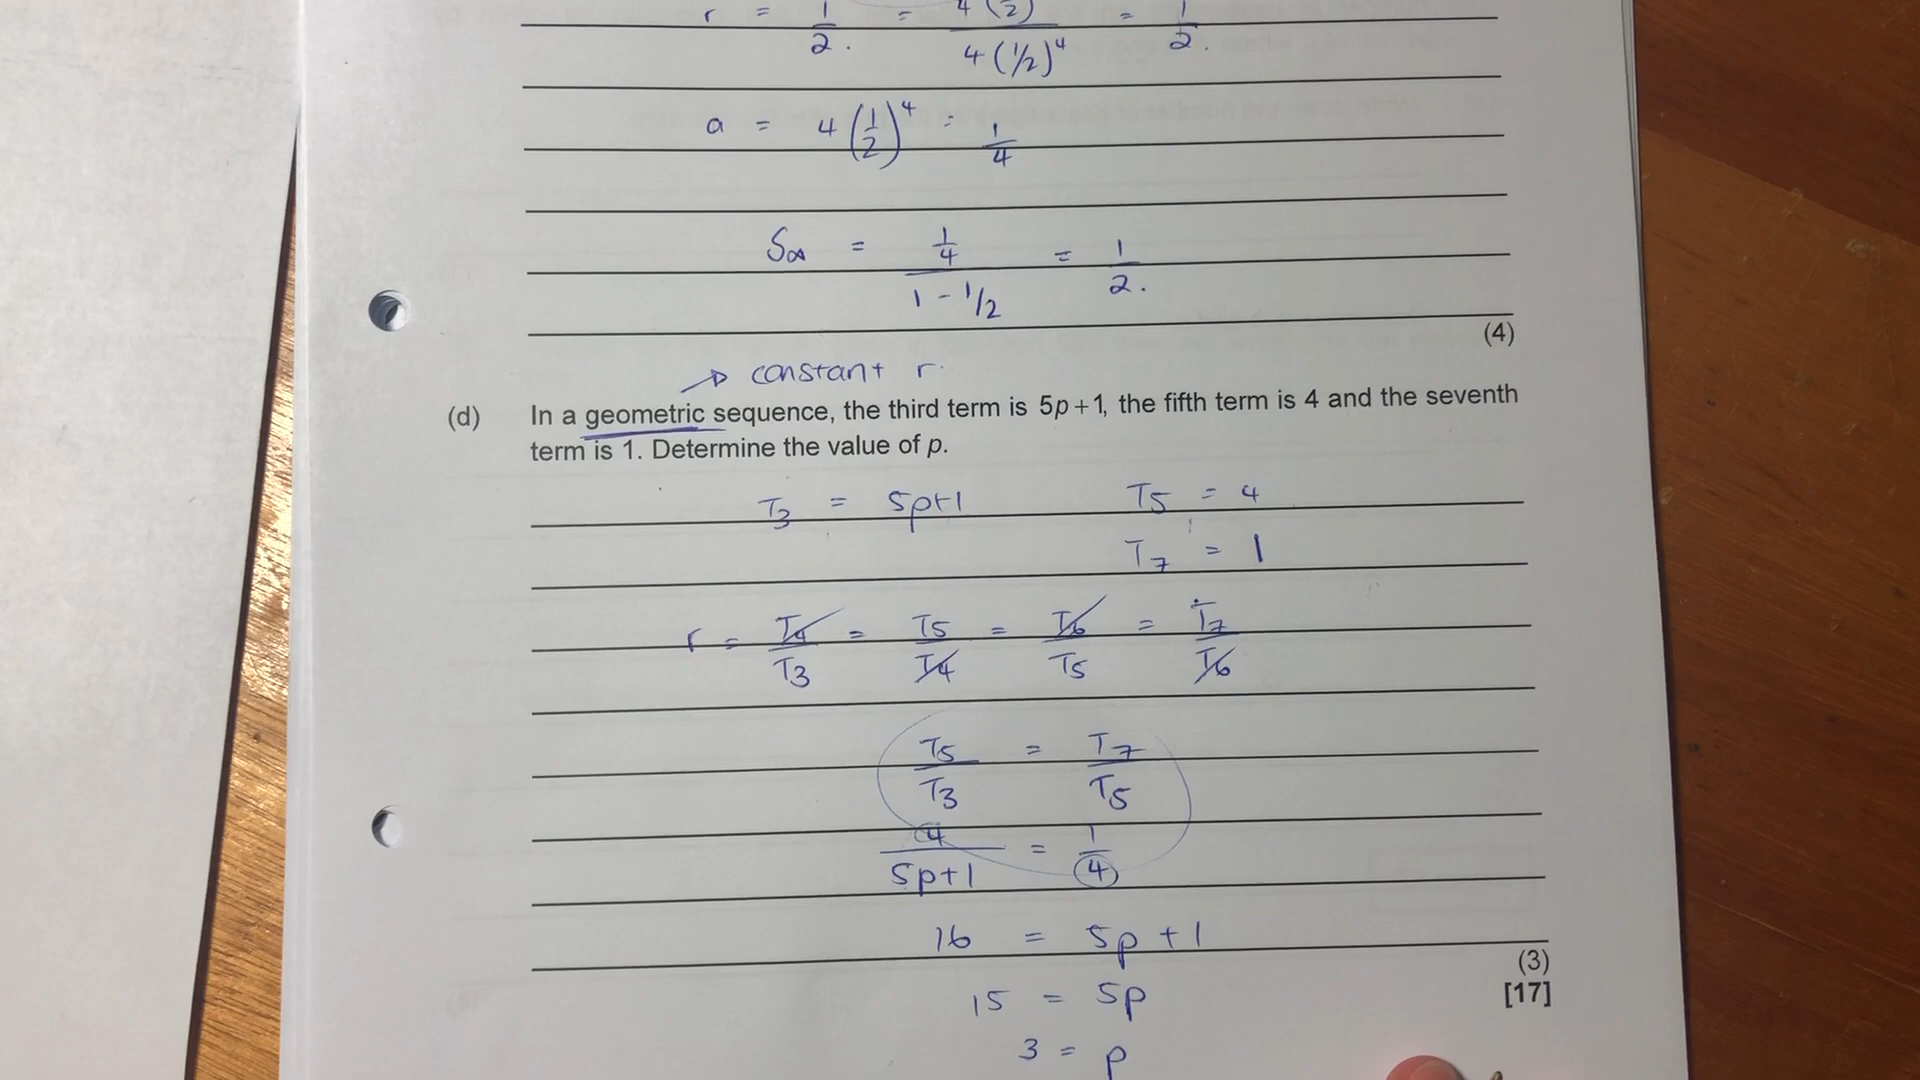 r = 1/2. = 4(1/2) / 4(1/2)^4 = 1/2.
a = 4(1/2)^4 = 1/4
S∞ = 1/4 / 1 - 1/2 = 1/2.
(4)
→ constant r.
(d) In a geometric sequence, the third term is 5p+1, the fifth term is 4 and the seventh
term is 1. Determine the value of p.
T3 = 5p+1 T5 = 4
T7 = 1
r = T4/T3 = T5/T4 = T6/T5 = T7/T6
T5/T3 = T7/T5
4/5p+1 = 1/4
16 = 5p + 1
(3)
15 = 5p
[17]
3 = p